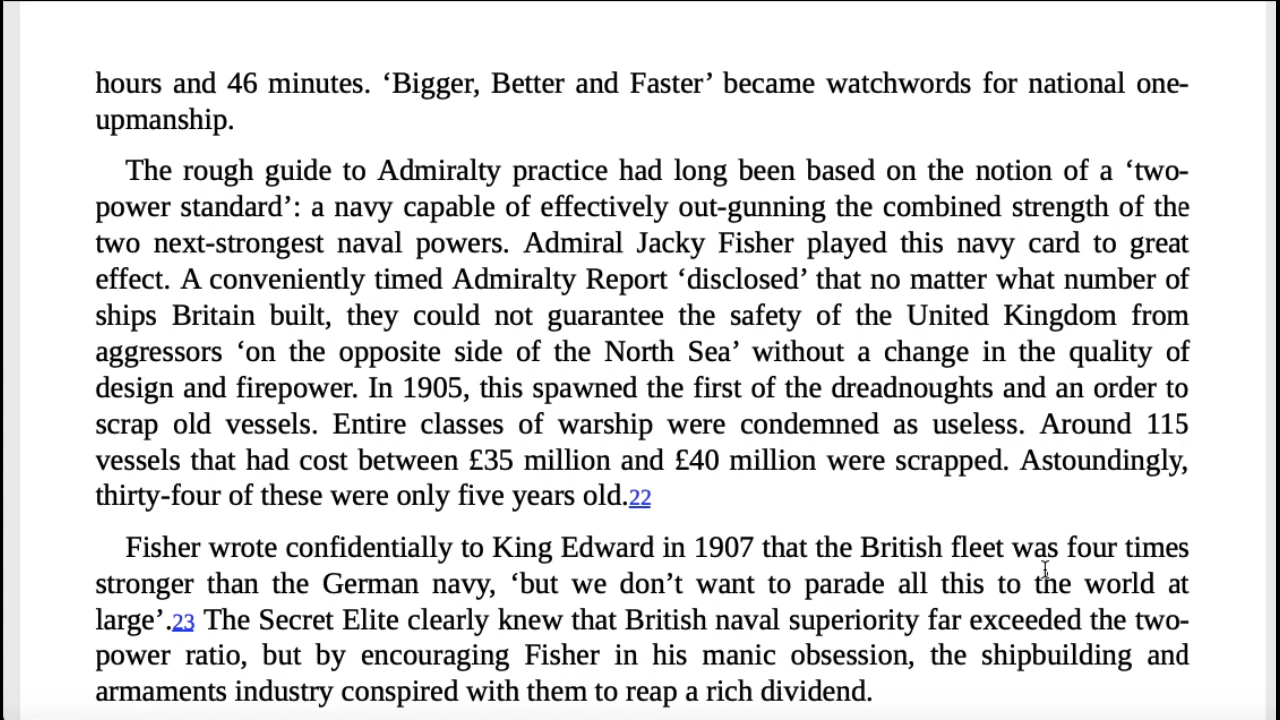 hours and 46 minutes. ‘Bigger, Better and Faster’ became watchwords for national one-
upmanship.
The rough guide to Admiralty practice had long been based on the notion of a ‘two-
power standard’: a navy capable of effectively out-gunning the combined strength of the
two next-strongest naval powers. Admiral Jacky Fisher played this navy card to great
effect. A conveniently timed Admiralty Report ‘disclosed’ that no matter what number of
ships Britain built, they could not guarantee the safety of the United Kingdom from
aggressors ‘on the opposite side of the North Sea’ without a change in the quality of
design and firepower. In 1905, this spawned the first of the dreadnoughts and an order to
scrap old vessels. Entire classes of warship were condemned as useless. Around 115
vessels that had cost between £35 million and £40 million were scrapped. Astoundingly,
thirty-four of these were only five years old.22
Fisher wrote confidentially to King Edward in 1907 that the British fleet was four times
stronger than the German navy, ‘but we don’t want to parade all this to the world at
large’.23 The Secret Elite clearly knew that British naval superiority far exceeded the two-
power ratio, but by encouraging Fisher in his manic obsession, the shipbuilding and
armaments industry conspired with them to reap a rich dividend.